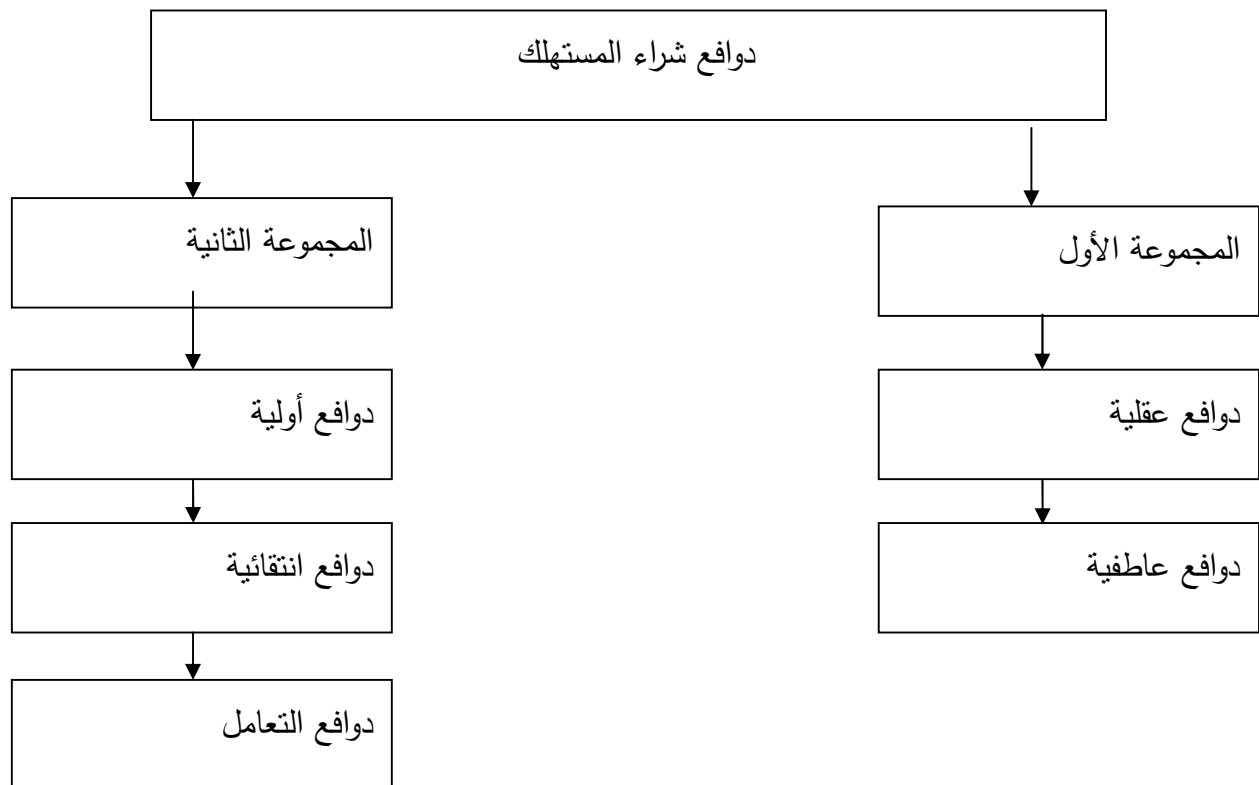 دوافع شراء المستهلك
المجموعة الأول
دوافع عقلية
دوافع عاطفية
المجموعة الثانية
دوافع أولية
دوافع انتقائية
دوافع التعامل